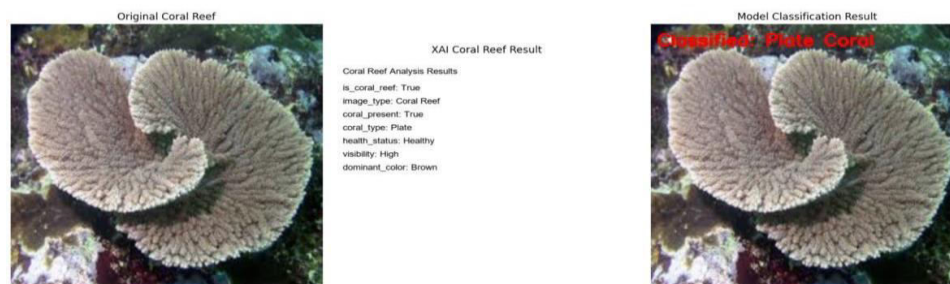 Original Coral Reef
XAI Coral Reef Result
Coral Reef Analysis Results
is_coral_reef: True
image_type: Coral Reef
coral_present: True
coral_type: Plate
health_status: Healthy
visibility: High
dominant_color: Brown
Model Classification Result
Classified: Plate Coral